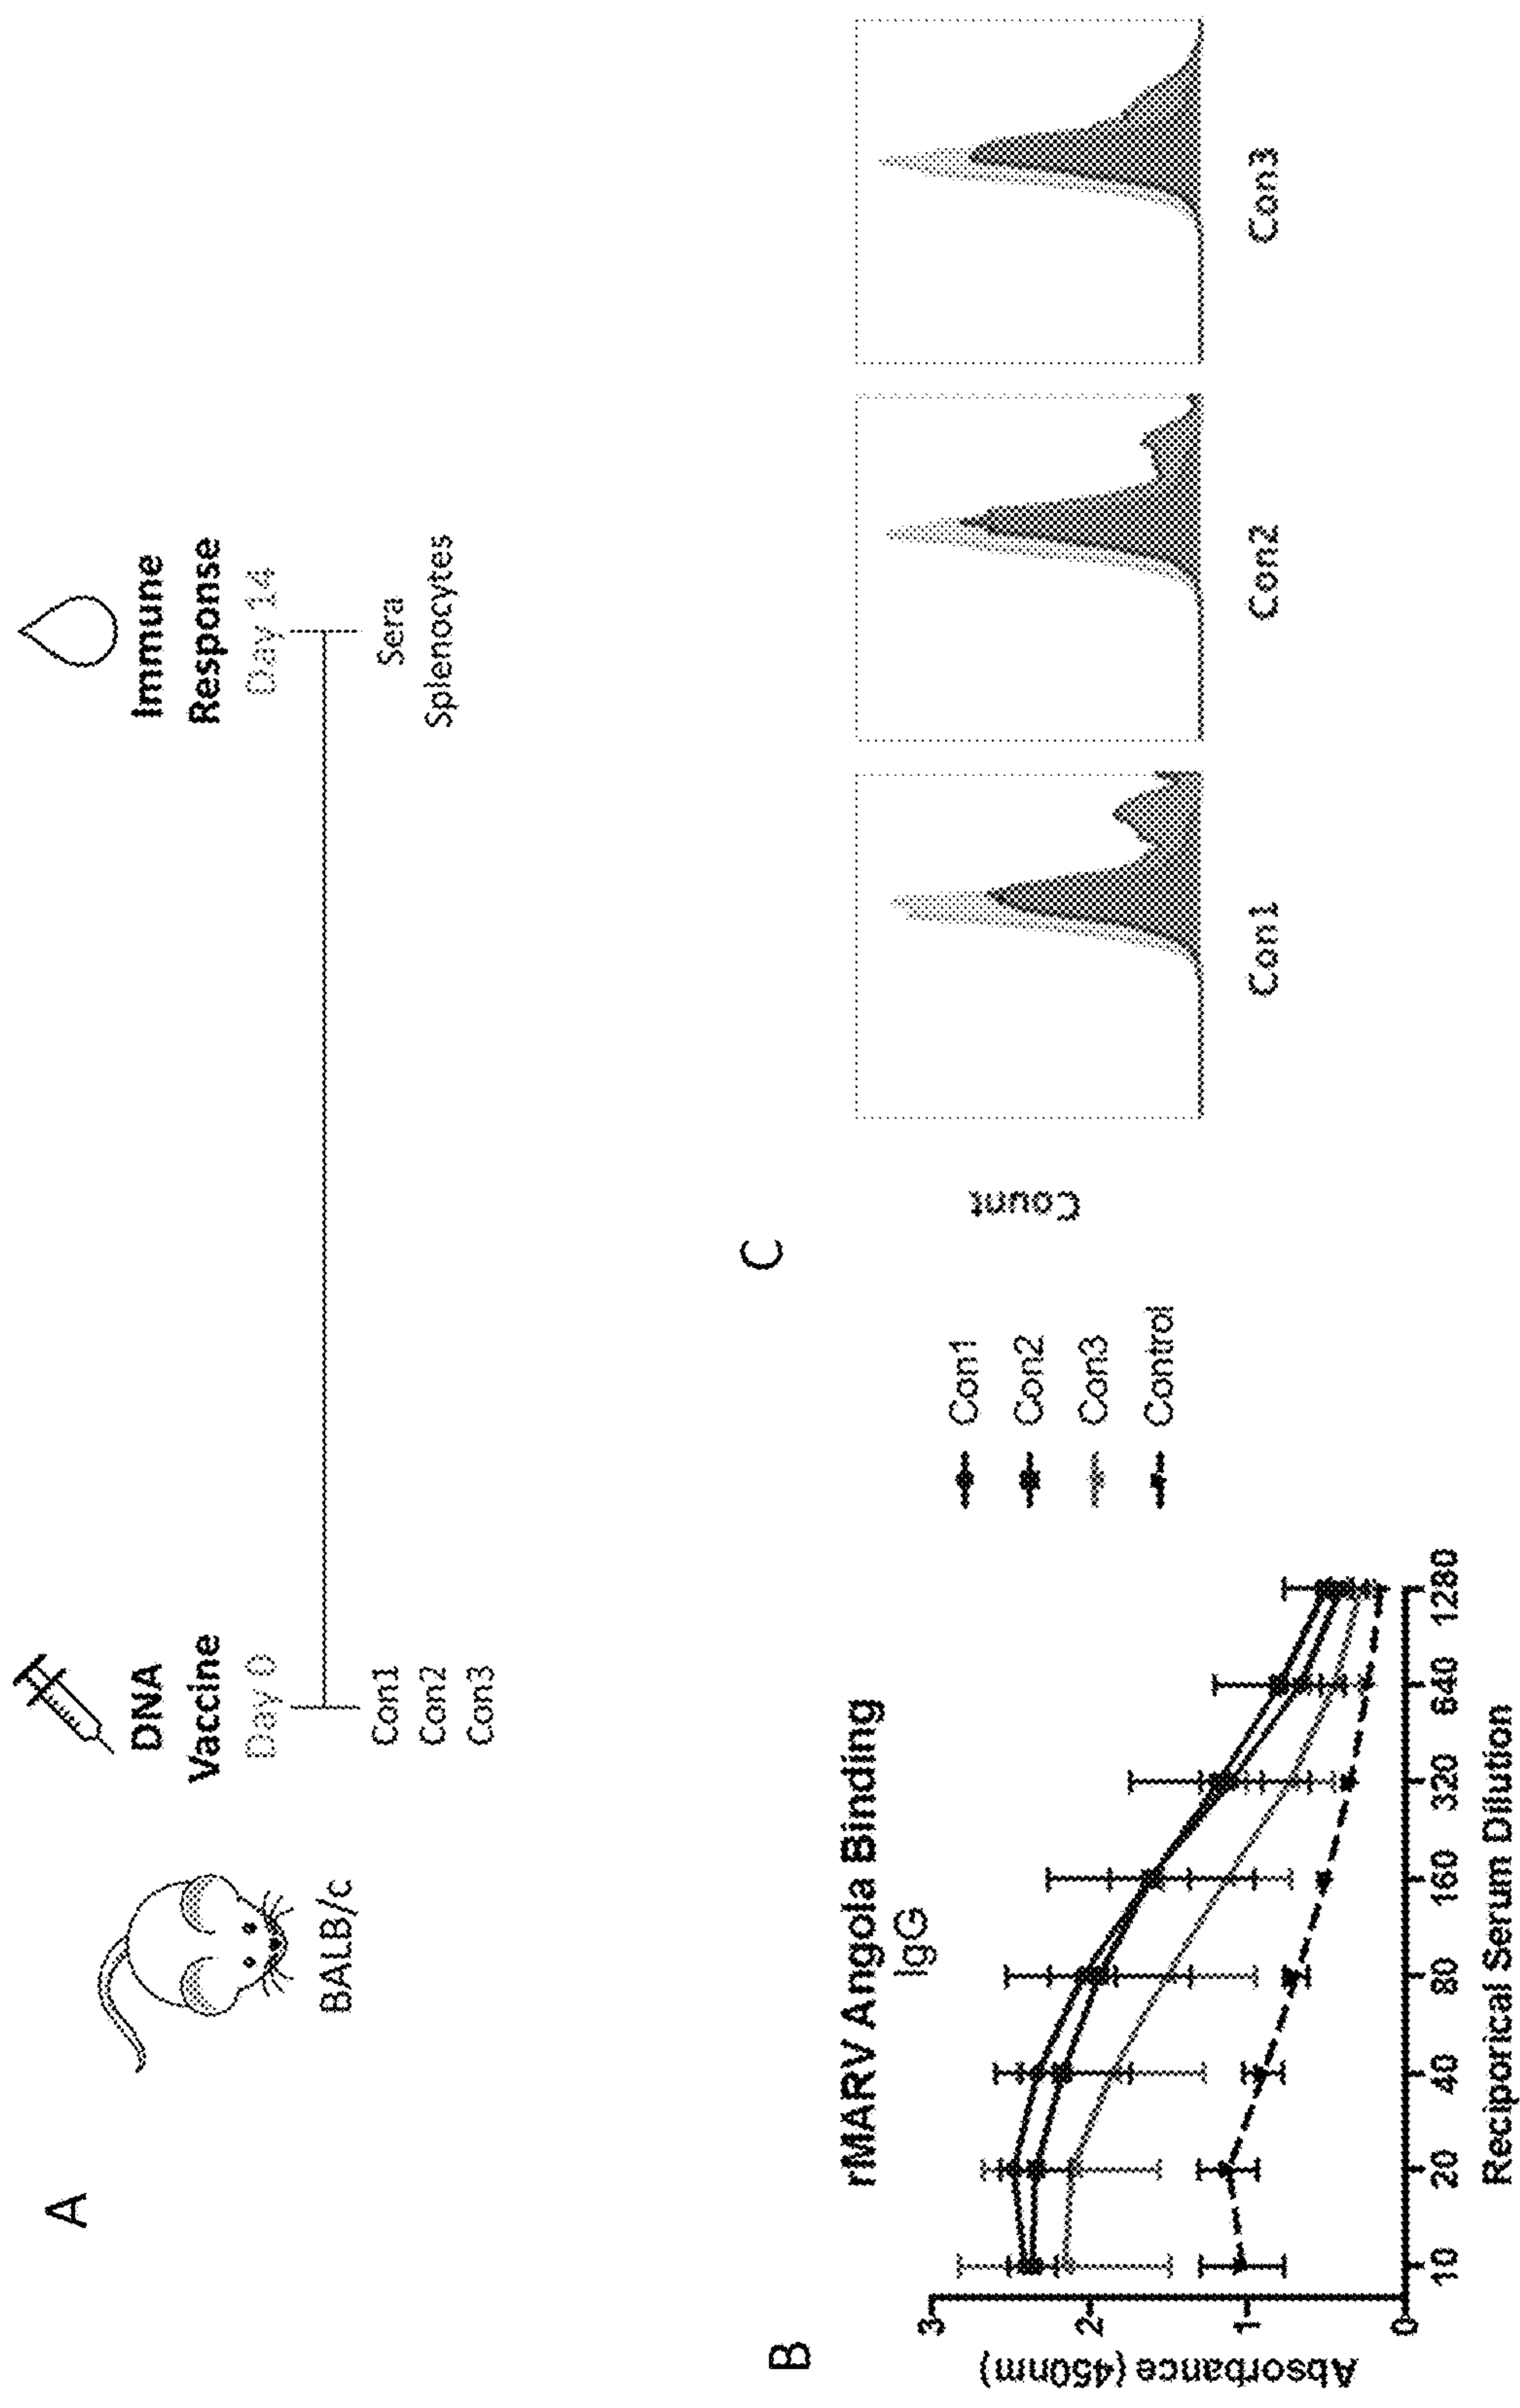 A
BALB/c
DNA
Vaccine
Day 0
Con1
Con2
Con3
Immune
Response
Day 14
Sera
Splenocytes
B
rMARV Angola Binding
IgG
Absorbance (450nm)
3
2
1
0
10
20
40
80
160
320
640
1280
Reciporical Serum Dilution
Con1
Con2
Con3
Control
C
Count
Con1
Con2
Con3